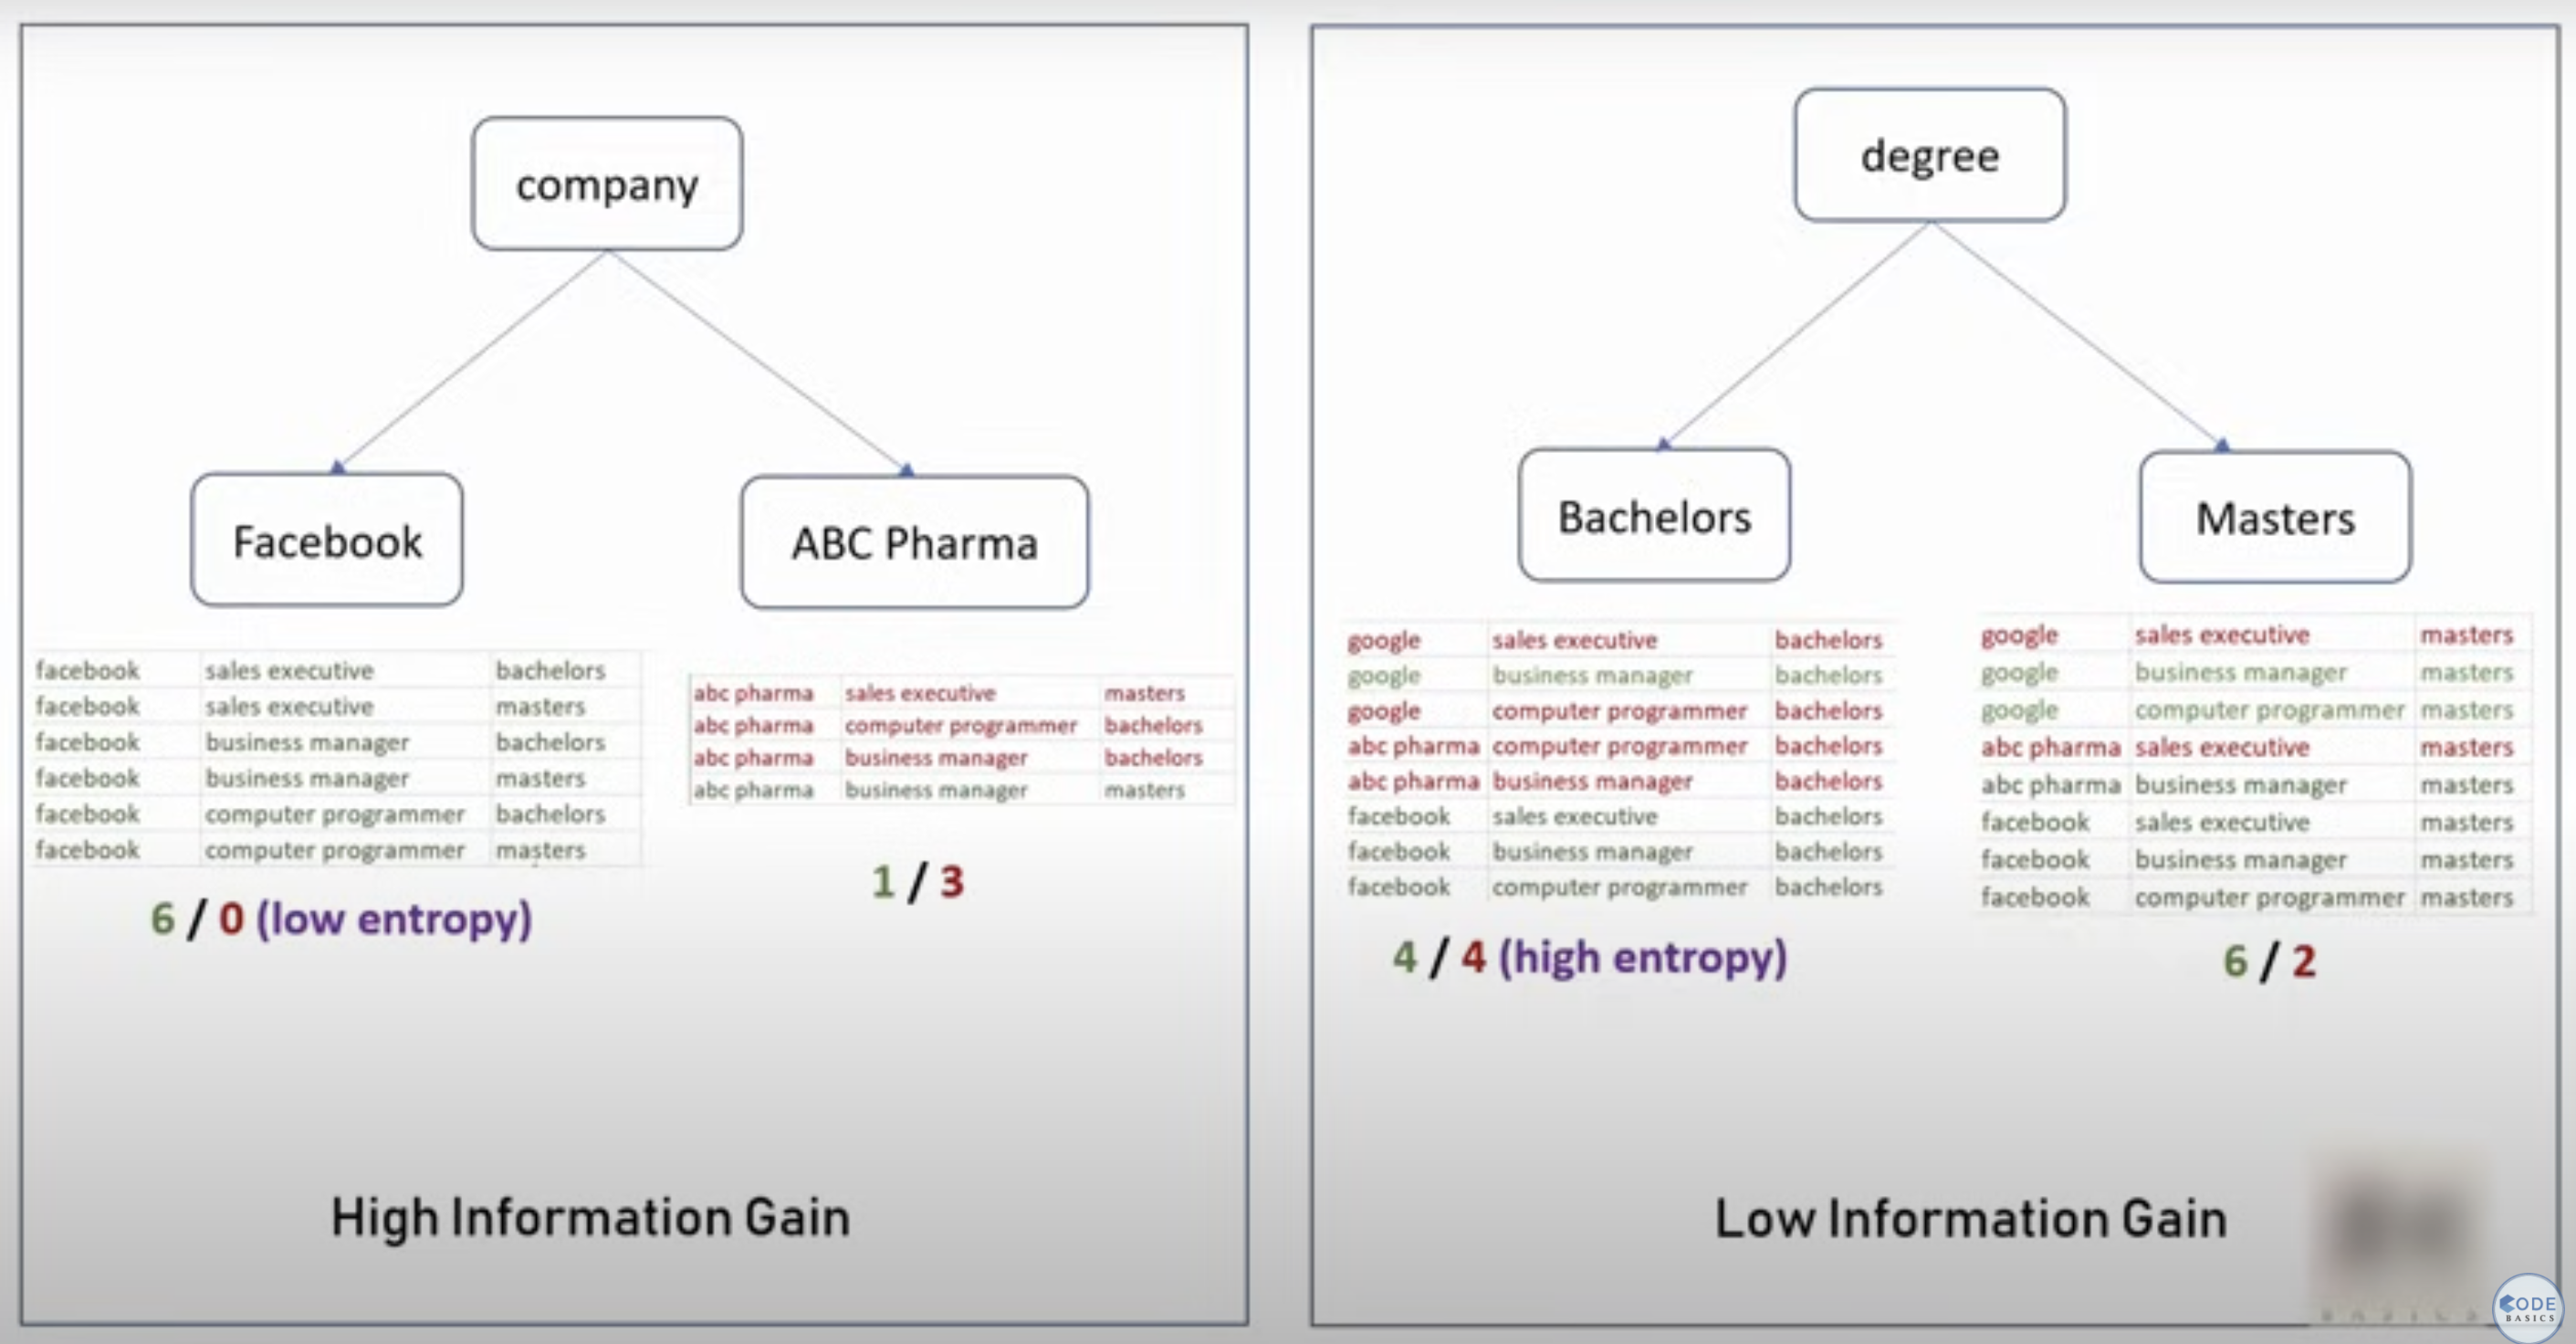 company
Facebook
ABC Pharma
facebook sales executive bachelors
facebook sales executive masters
facebook business manager bachelors
facebook business manager masters
facebook computer programmer bachelors
facebook computer programmer masters
6 / 0 (low entropy)
abc pharma sales executive masters
abc pharma computer programmer bachelors
abc pharma business manager bachelors
abc pharma business manager masters
1 / 3
High Information Gain
degree
Bachelors
Masters
google sales executive bachelors
google business manager bachelors
google computer programmer bachelors
abc pharma computer programmer bachelors
abc pharma business manager bachelors
facebook sales executive bachelors
facebook business manager bachelors
facebook computer programmer bachelors
4 / 4 (high entropy)
google sales executive masters
google business manager masters
google computer programmer masters
abc pharma sales executive masters
abc pharma business manager masters
facebook sales executive masters
facebook business manager masters
facebook computer programmer masters
6 / 2
Low Information Gain
CODE
BASICS